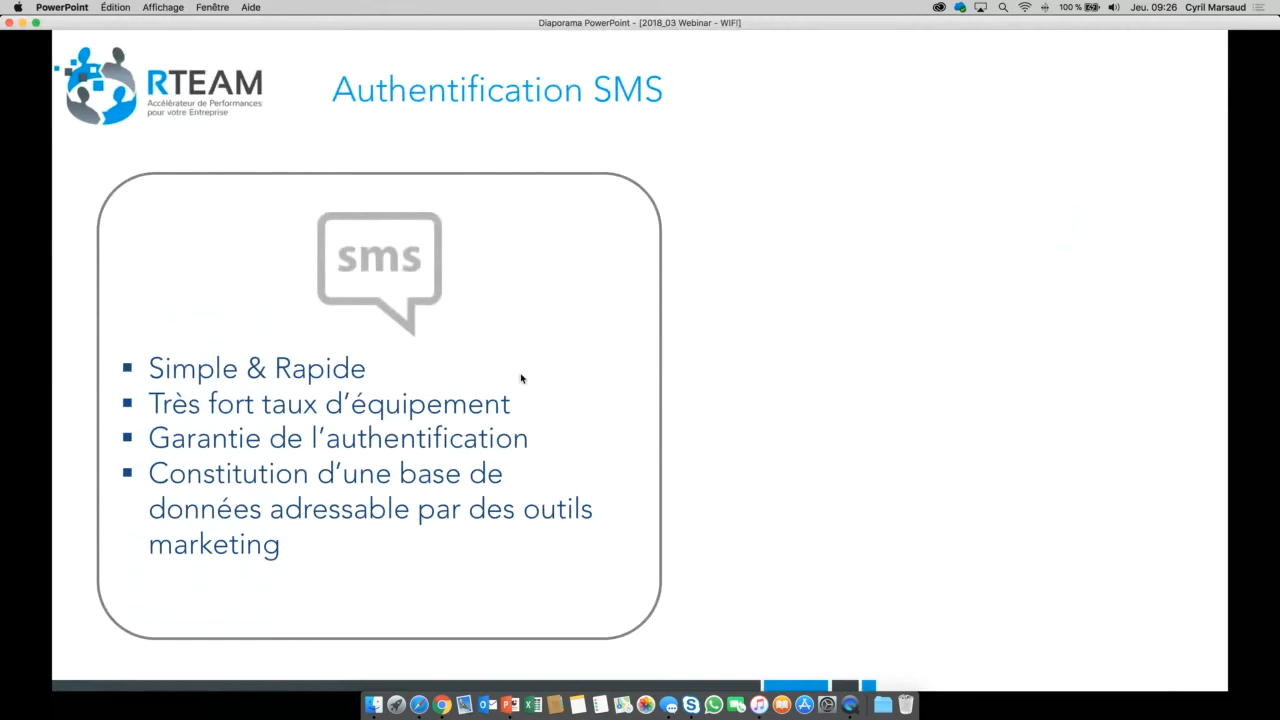 PowerPoint Édition Affichage Fenêtre Aide
100 % Jeu. 09:26 Cyril Marsaud
Diaporama PowerPoint - [2018_03 Webinar - WIFI]
RTEAM
Accélérateur de Performances
pour votre Entreprise
Authentification SMS
sms
Simple & Rapide
Très fort taux d’équipement
Garantie de l’authentification
Constitution d’une base de
données adressable par des outils
marketing